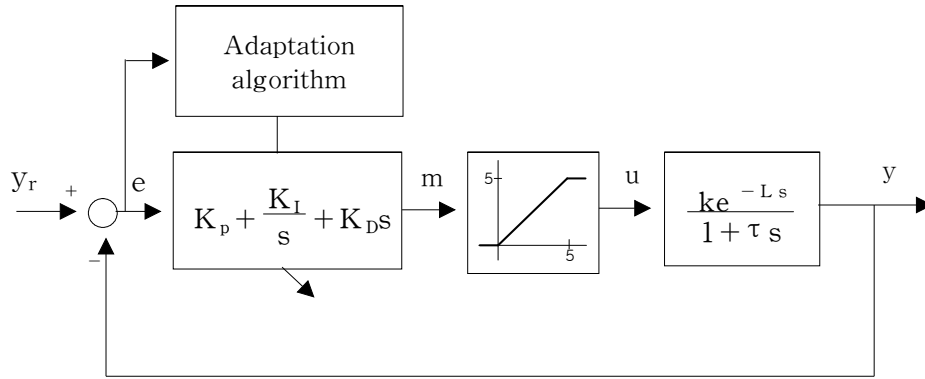 Adaptation
algorithm
y_r
+
e
−
K_p + K_I/s + K_D s
m
5
5
u
ke^{-Ls}/(1+τs)
y